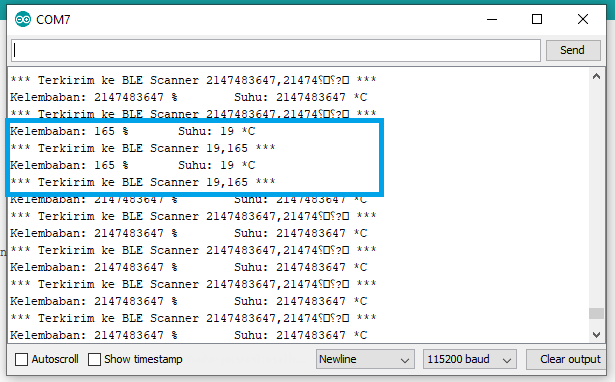 COM7
Send
*** Terkirim ke BLE Scanner 2147483647,21474⸮□⸮?□ ***
Kelembaban: 2147483647 % Suhu: 2147483647 *C
*** Terkirim ke BLE Scanner 2147483647,21474⸮□⸮?□ ***
Kelembaban: 165 % Suhu: 19 *C
*** Terkirim ke BLE Scanner 19,165 ***
Kelembaban: 165 % Suhu: 19 *C
*** Terkirim ke BLE Scanner 19,165 ***
Kelembaban: 2147483647 % Suhu: 2147483647 *C
*** Terkirim ke BLE Scanner 2147483647,21474⸮□⸮?□ ***
Kelembaban: 2147483647 % Suhu: 2147483647 *C
*** Terkirim ke BLE Scanner 2147483647,21474⸮□⸮?□ ***
Kelembaban: 2147483647 % Suhu: 2147483647 *C
*** Terkirim ke BLE Scanner 2147483647,21474⸮□⸮?□ ***
Kelembaban: 2147483647 % Suhu: 2147483647 *C
*** Terkirim ke BLE Scanner 2147483647,21474⸮□⸮?□ ***
Kelembaban: 2147483647 % Suhu: 2147483647 *C
Autoscroll Show timestamp Newline 115200 baud Clear output